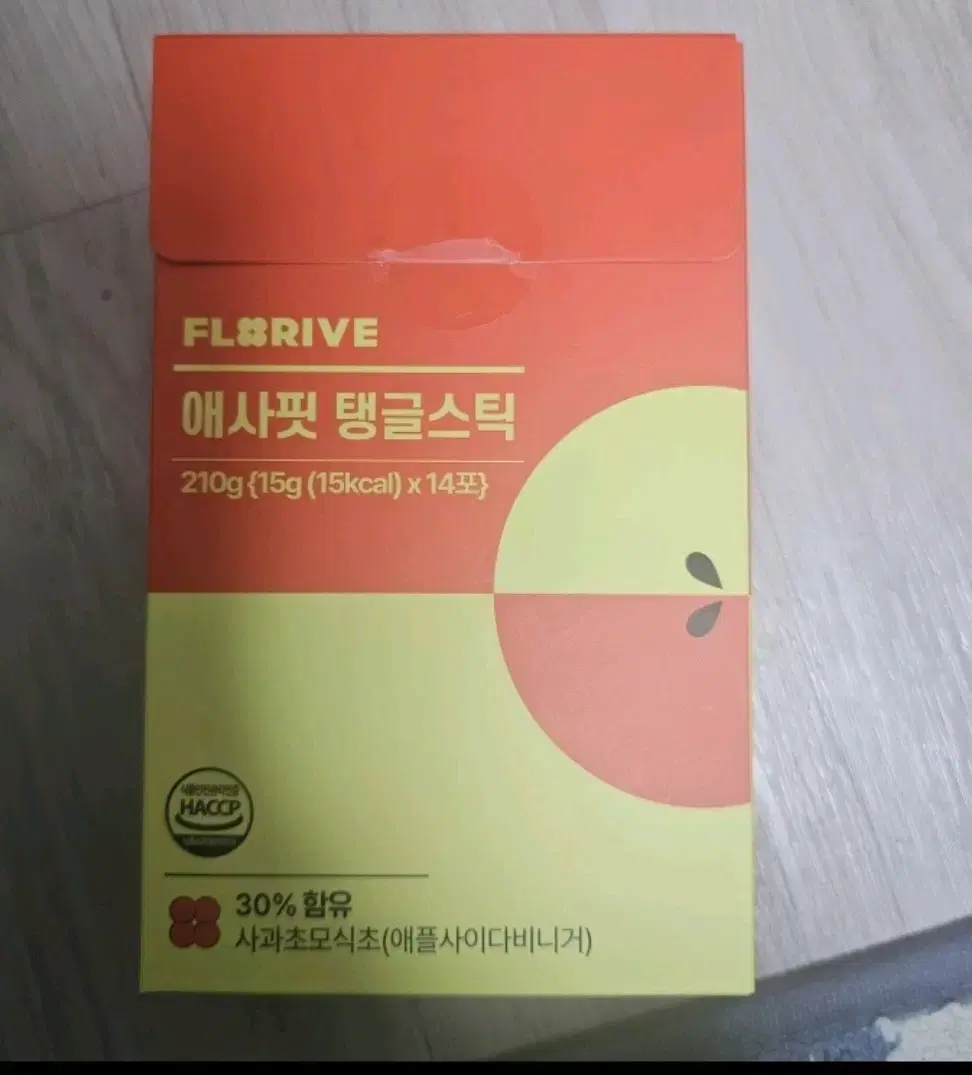 FLORIVE
애사핏 탱글스틱
210g {15g (15kcal) x 14포}
HACCP
30% 함유
사과초모식초(애플사이다비니거)